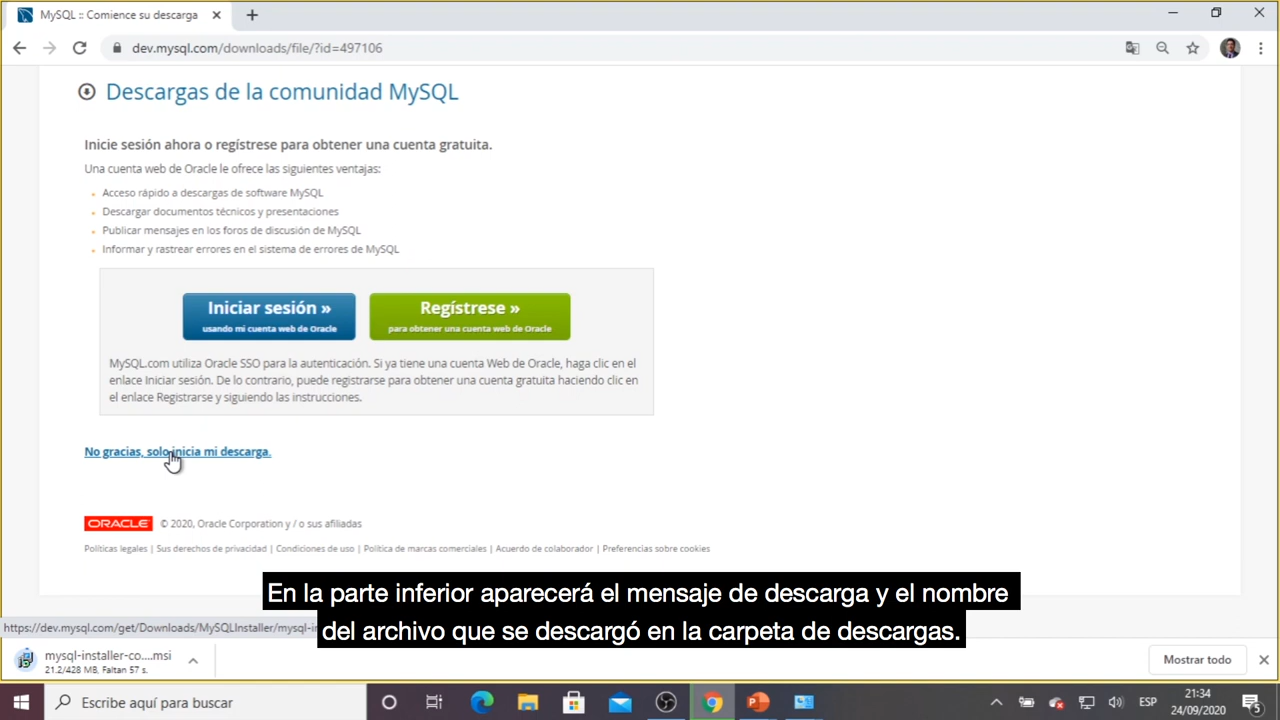 MySQL :: Comience su descarga
dev.mysql.com/downloads/file/?id=497106
Descargas de la comunidad MySQL
Inicie sesión ahora o regístrese para obtener una cuenta gratuita.
Una cuenta web de Oracle le ofrece las siguientes ventajas:
Acceso rápido a descargas de software MySQL
Descargar documentos técnicos y presentaciones
Publicar mensajes en los foros de discusión de MySQL
Informar y rastrear errores en el sistema de errores de MySQL
Iniciar sesión »
usando mi cuenta web de Oracle
Regístrese »
para obtener una cuenta web de Oracle
MySQL.com utiliza Oracle SSO para la autenticación. Si ya tiene una cuenta Web de Oracle, haga clic en el
enlace Iniciar sesión. De lo contrario, puede registrarse para obtener una cuenta gratuita haciendo clic en
el enlace Registrarse y siguiendo las instrucciones.
No gracias, solo inicia mi descarga.
ORACLE © 2020, Oracle Corporation y / o sus afiliadas
Políticas legales | Sus derechos de privacidad | Condiciones de uso | Política de marcas comerciales | Acuerdo de colaborador | Preferencias sobre cookies
En la parte inferior aparecerá el mensaje de descarga y el nombre
del archivo que se descargó en la carpeta de descargas.
https://dev.mysql.com/get/Downloads/MySQLInstaller/mysql-i
mysql-installer-co....msi
21.2/428 MB, Faltan 57 s.
Mostrar todo
Escribe aquí para buscar
ESP
21:34
24/09/2020
5